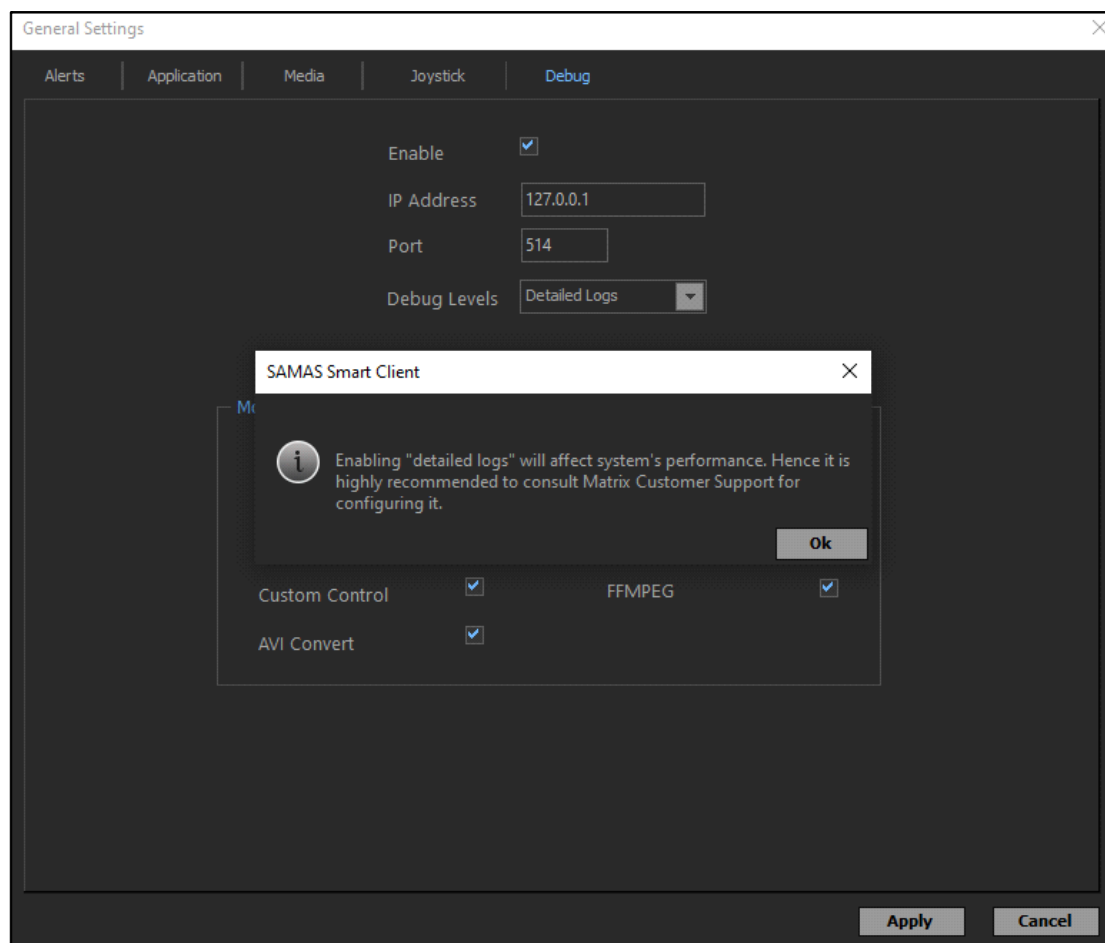 General Settings
Alerts Application Media Joystick Debug
Enable
IP Address 127.0.0.1
Port 514
Debug Levels Detailed Logs
SAMAS Smart Client
Enabling "detailed logs" will affect system's performance. Hence it is
highly recommended to consult Matrix Customer Support for
configuring it.
Ok
Custom Control FFMPEG
AVI Convert
Apply Cancel